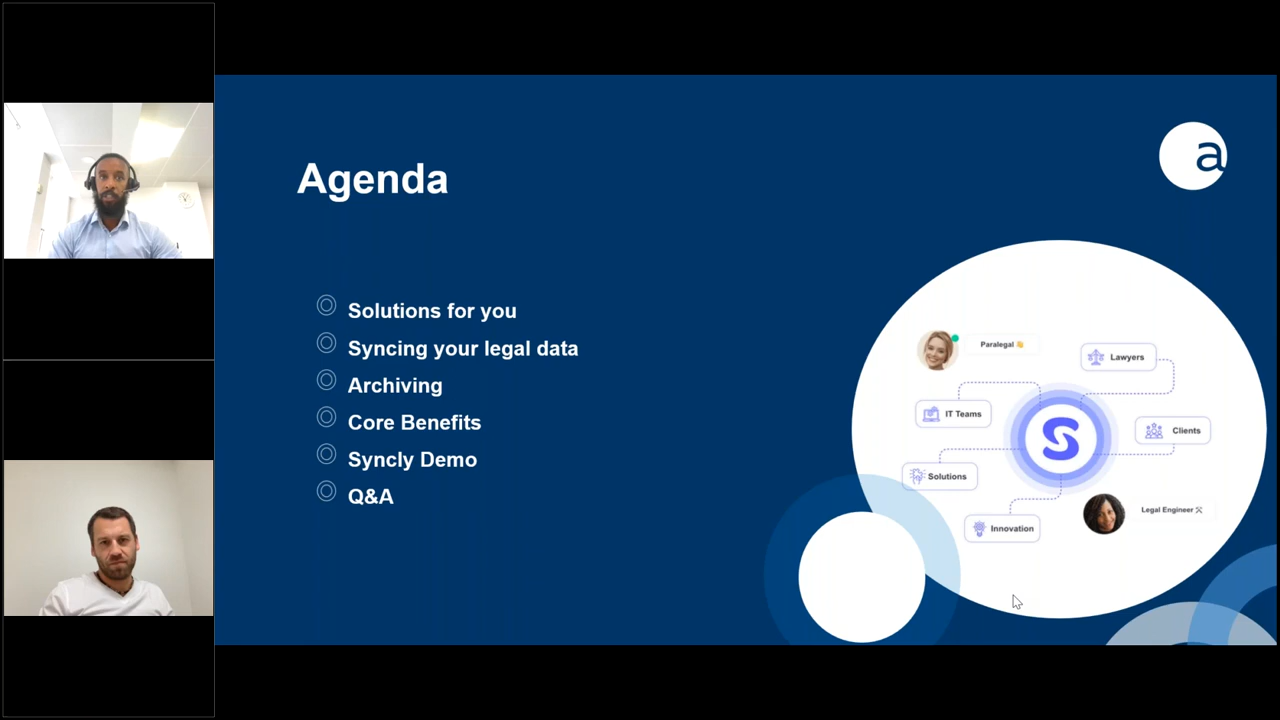 Agenda
a
Solutions for you
Syncing your legal data
Archiving
Core Benefits
Syncly Demo
Q&A
Paralegal 👋
Lawyers
IT Teams
S
Clients
Solutions
Legal Engineer
Innovation